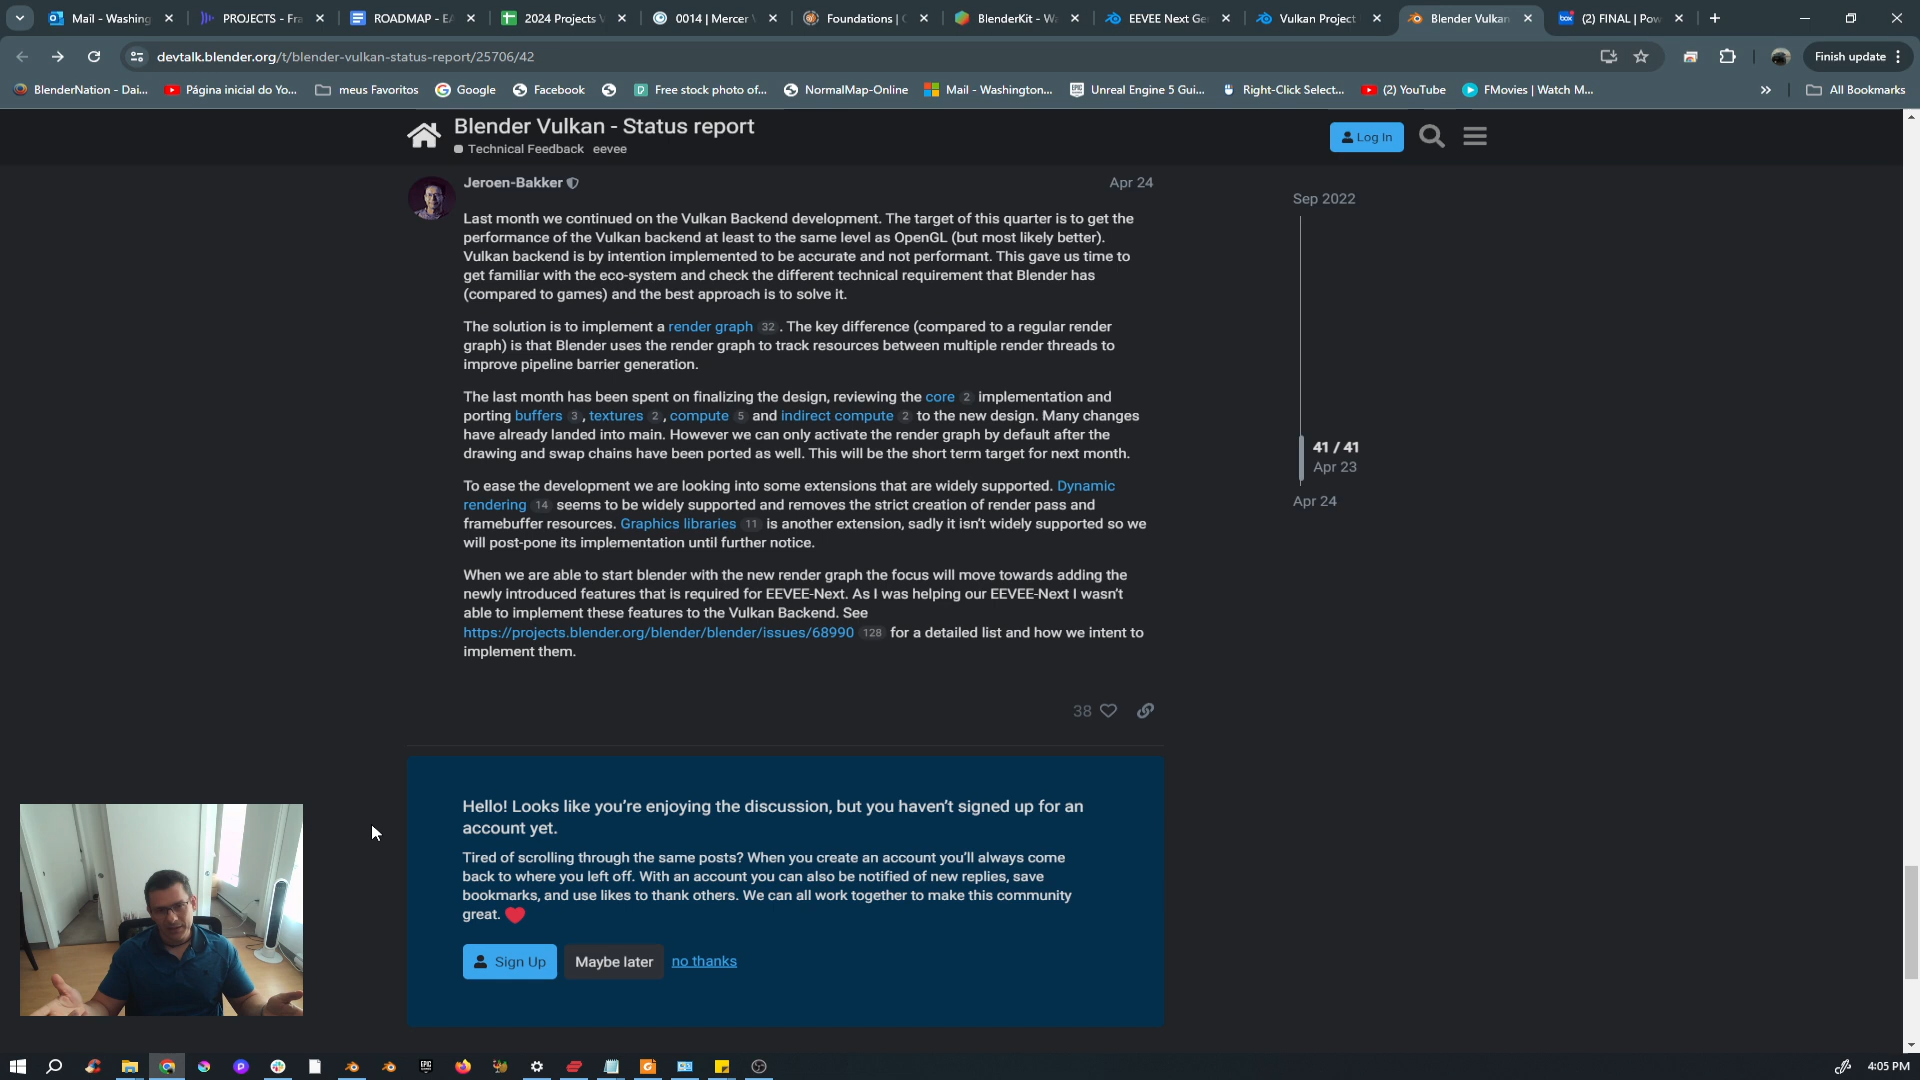 Mail - Washing
PROJECTS - Fra
ROADMAP - EA
2024 Projects V
0014 | Mercer V
Foundations | C
BlenderKit - W
EEVEE Next Ge
Vulkan Project
Blender Vulkan
(2) FINAL | Pow
devtalk.blender.org/t/blender-vulkan-status-report/25706/42
Finish update
BlenderNation - Dai...
Página inicial do Yo...
meus Favoritos
Google
Facebook
Free stock photo of...
NormalMap-Online
Mail - Washington...
Unreal Engine 5 Gui...
Right-Click Select...
(2) YouTube
FMovies | Watch M...
All Bookmarks
Blender Vulkan - Status report
Technical Feedback eevee
Log In
Jeroen-Bakker
Apr 24
Last month we continued on the Vulkan Backend development. The target of this quarter is to get the
performance of the Vulkan backend at least to the same level as OpenGL (but most likely better).
Vulkan backend is by intention implemented to be accurate and not performant. This gave us time to
get familiar with the eco-system and check the different technical requirement that Blender has
(compared to games) and the best approach is to solve it.
The solution is to implement a render graph 32 . The key difference (compared to a regular render
graph) is that Blender uses the render graph to track resources between multiple render threads to
improve pipeline barrier generation.
The last month has been spent on finalizing the design, reviewing the core 2 implementation and
porting buffers 3 , textures 2 , compute 5 and indirect compute 2 to the new design. Many changes
have already landed into main. However we can only activate the render graph by default after the
drawing and swap chains have been ported as well. This will be the short term target for next month.
To ease the development we are looking into some extensions that are widely supported. Dynamic
rendering 14 seems to be widely supported and removes the strict creation of render pass and
framebuffer resources. Graphics libraries 11 is another extension, sadly it isn't widely supported so we
will post-pone its implementation until further notice.
When we are able to start blender with the new render graph the focus will move towards adding the
newly introduced features that is required for EEVEE-Next. As I was helping our EEVEE-Next I wasn't
able to implement these features to the Vulkan Backend. See
https://projects.blender.org/blender/blender/issues/68990 128 for a detailed list and how we intent to
implement them.
38
Sep 2022
41 / 41
Apr 23
Apr 24
Hello! Looks like you're enjoying the discussion, but you haven't signed up for an
account yet.
Tired of scrolling through the same posts? When you create an account you'll always come
back to where you left off. With an account you can also be notified of new replies, save
bookmarks, and use likes to thank others. We can all work together to make this community
great.
Sign Up
Maybe later
no thanks
4:05 PM